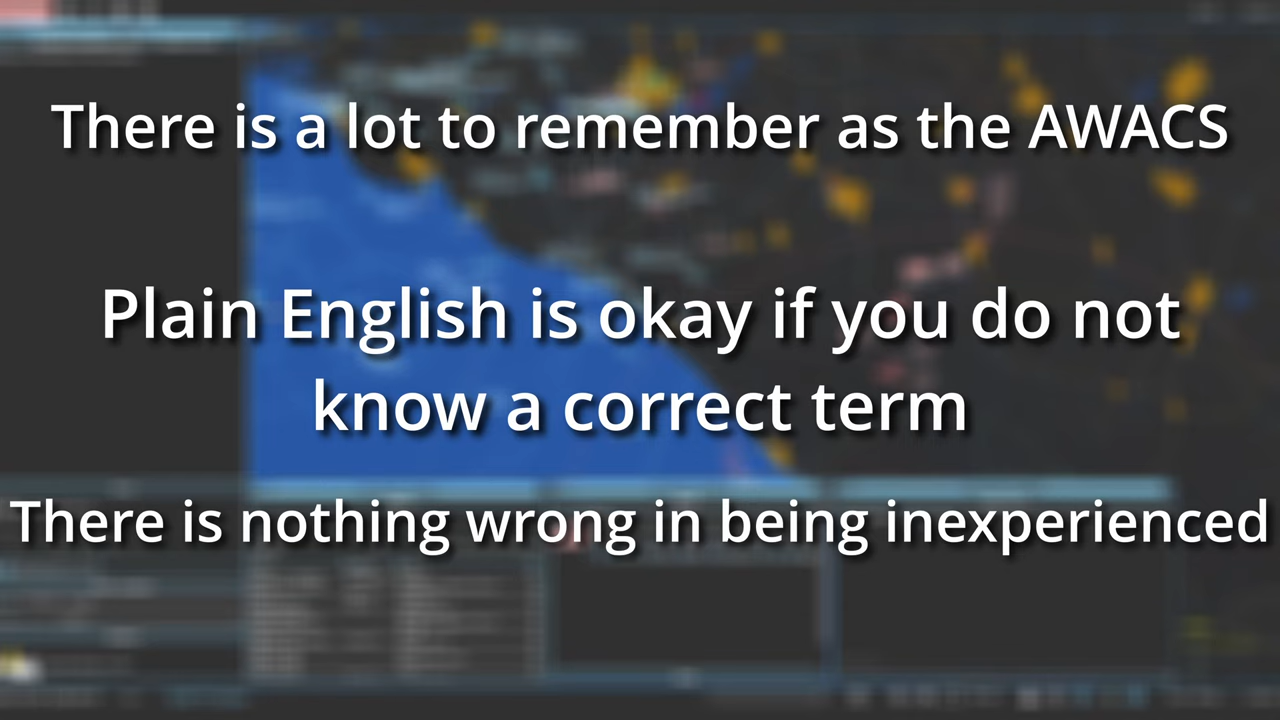 There is a lot to remember as the AWACS
Plain English is okay if you do not
know a correct term
There is nothing wrong in being inexperienced